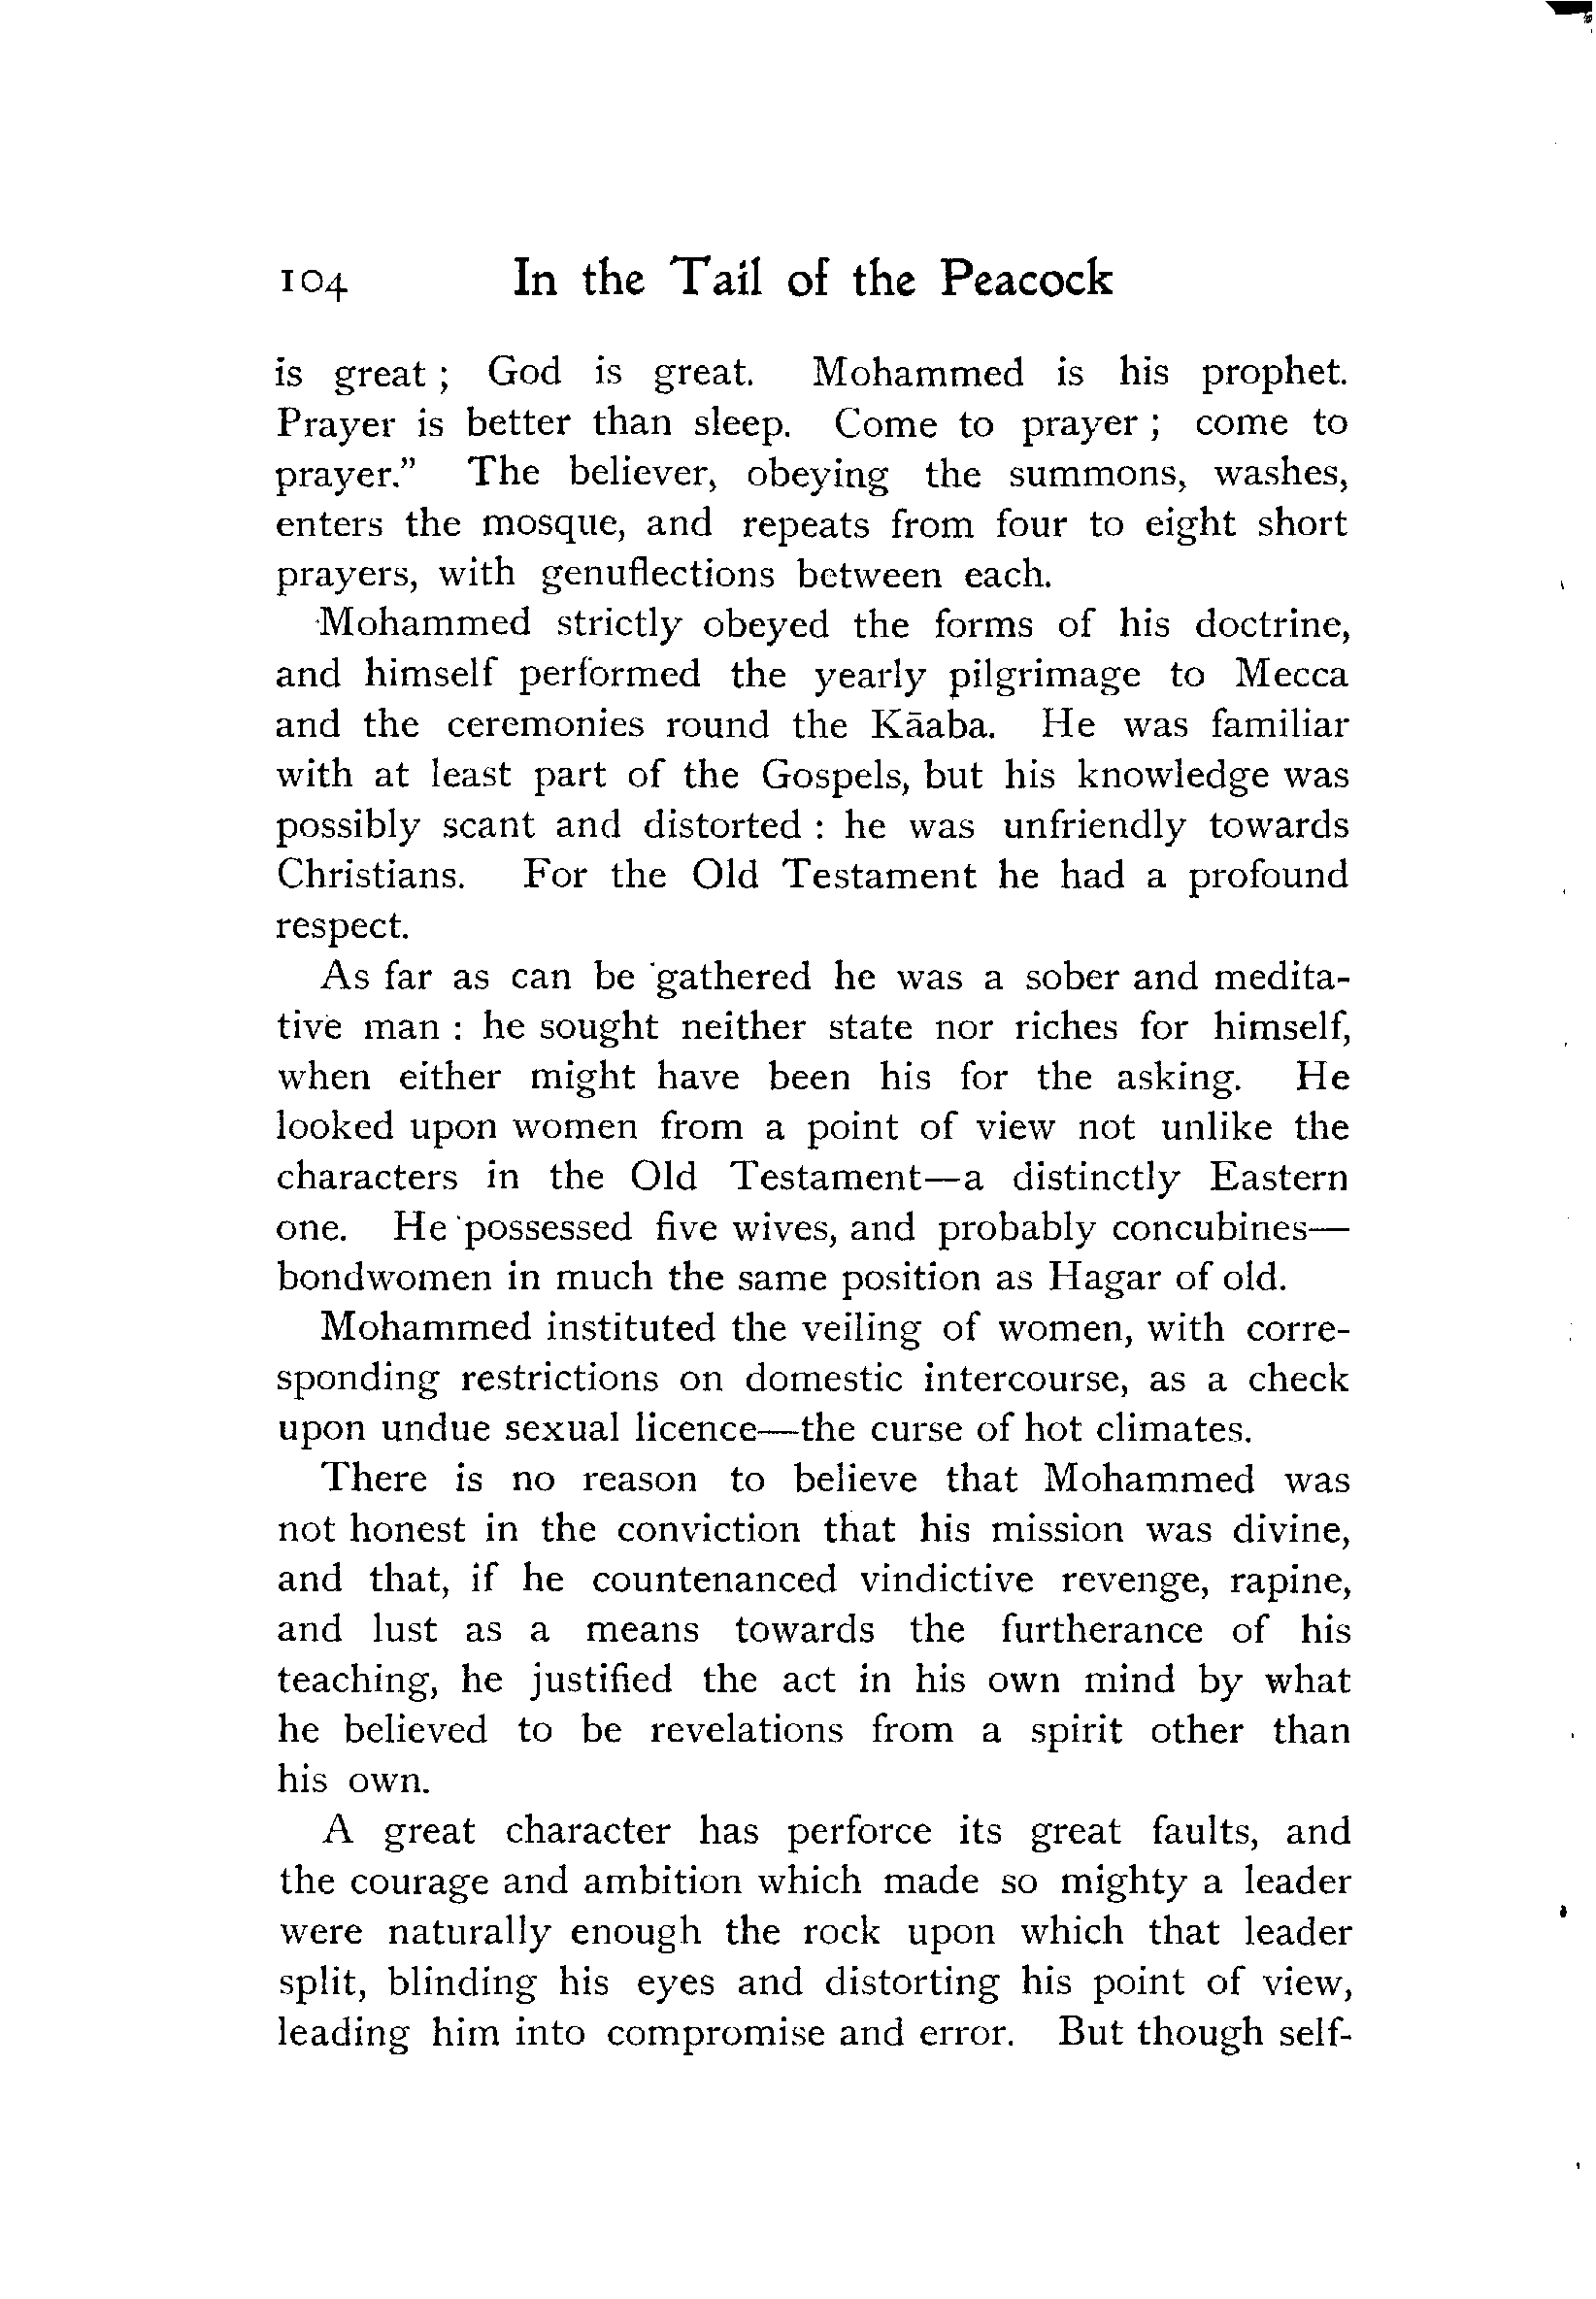 104 In the Tail of the Peacock
is great ; God is great. Mohammed is his prophet.
Prayer is better than sleep. Come to prayer ; come to
prayer.” The believer, obeying the summons, washes,
enters the mosque, and repeats from four to eight short
prayers, with genuflections between each.
Mohammed strictly obeyed the forms of his doctrine,
and himself performed the yearly pilgrimage to Mecca
and the ceremonies round the Kāaba. He was familiar
with at least part of the Gospels, but his knowledge was
possibly scant and distorted : he was unfriendly towards
Christians. For the Old Testament he had a profound
respect.
As far as can be gathered he was a sober and medita-
tive man : he sought neither state nor riches for himself,
when either might have been his for the asking. He
looked upon women from a point of view not unlike the
characters in the Old Testament—a distinctly Eastern
one. He possessed five wives, and probably concubines—
bondwomen in much the same position as Hagar of old.
Mohammed instituted the veiling of women, with corre-
sponding restrictions on domestic intercourse, as a check
upon undue sexual licence—the curse of hot climates.
There is no reason to believe that Mohammed was
not honest in the conviction that his mission was divine,
and that, if he countenanced vindictive revenge, rapine,
and lust as a means towards the furtherance of his
teaching, he justified the act in his own mind by what
he believed to be revelations from a spirit other than
his own.
A great character has perforce its great faults, and
the courage and ambition which made so mighty a leader
were naturally enough the rock upon which that leader
split, blinding his eyes and distorting his point of view,
leading him into compromise and error. But though self-